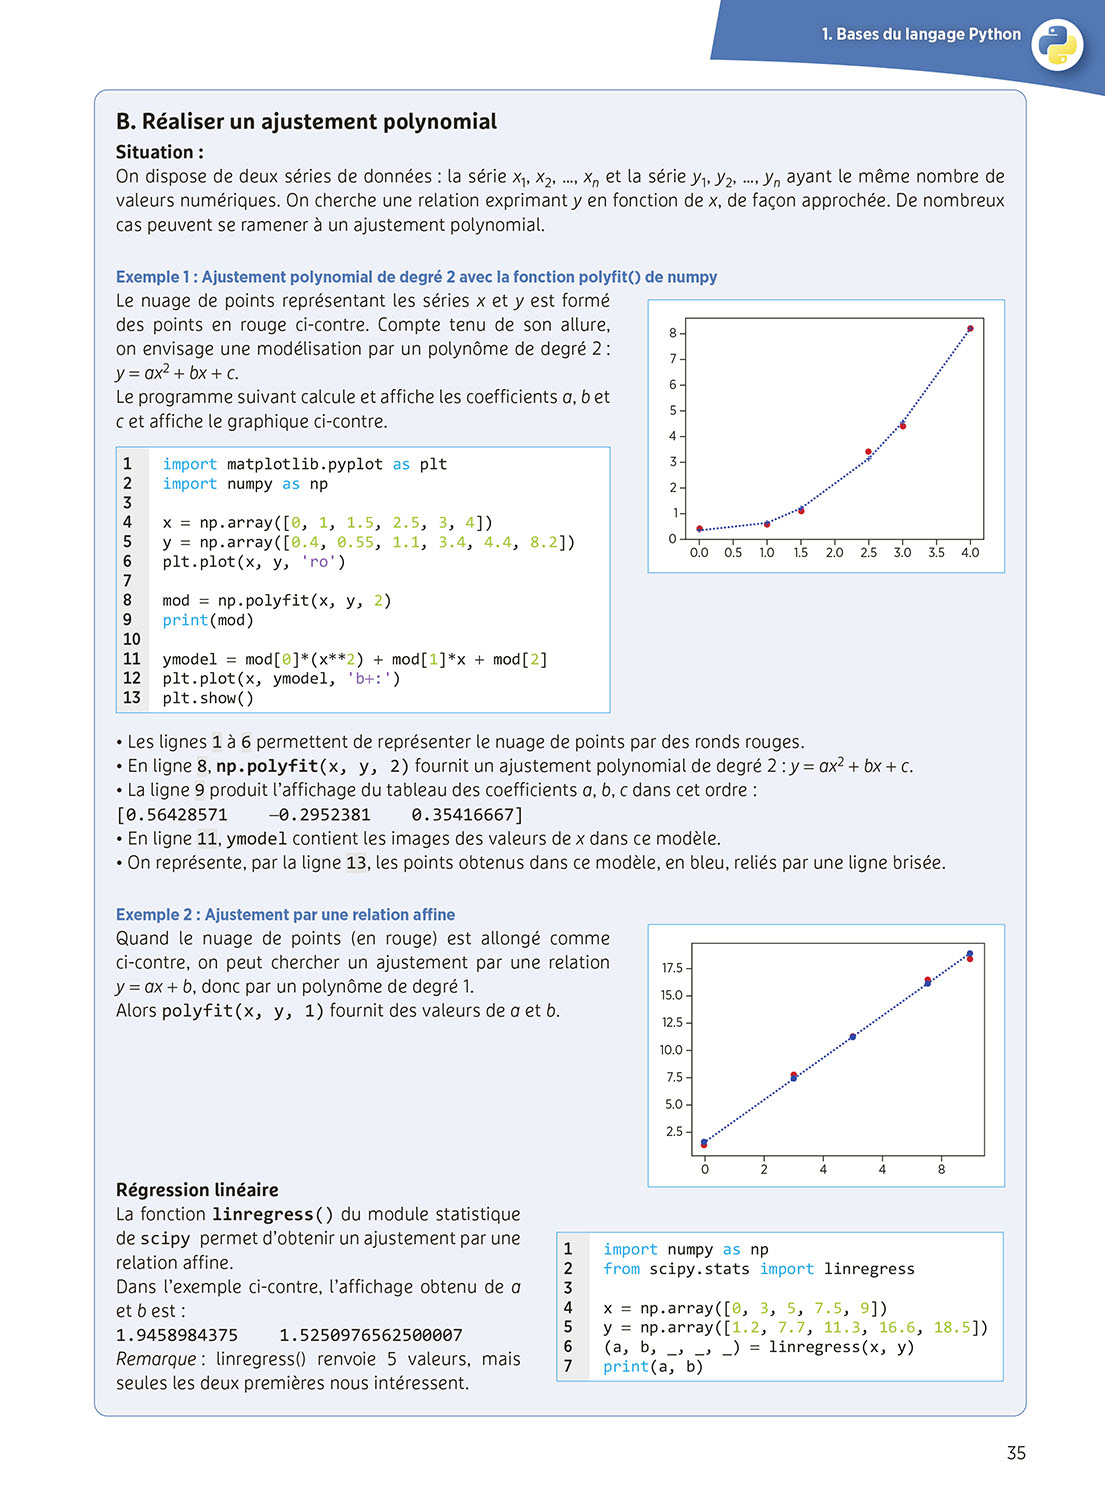 1. Bases du langage Python
B. Réaliser un ajustement polynomial
Situation :
On dispose de deux séries de données : la série x₁, x₂, ..., xₙ et la série y₁, y₂, ..., yₙ ayant le même nombre de
valeurs numériques. On cherche une relation exprimant y en fonction de x, de façon approchée. De nombreux
cas peuvent se ramener à un ajustement polynomial.
Exemple 1 : Ajustement polynomial de degré 2 avec la fonction polyfit() de numpy
Le nuage de points représentant les séries x et y est formé
des points en rouge ci-contre. Compte tenu de son allure,
on envisage une modélisation par un polynôme de degré 2 :
y = ax² + bx + c.
Le programme suivant calcule et affiche les coefficients a, b et
c et affiche le graphique ci-contre.
8
7
6
5
4
3
2
1
0
0.0 0.5 1.0 1.5 2.0 2.5 3.0 3.5 4.0
1 import matplotlib.pyplot as plt
2 import numpy as np
3
4 x = np.array([0, 1, 1.5, 2.5, 3, 4])
5 y = np.array([0.4, 0.55, 1.1, 3.4, 4.4, 8.2])
6 plt.plot(x, y, 'ro')
7
8 mod = np.polyfit(x, y, 2)
9 print(mod)
10
11 ymodel = mod[0]*(x**2) + mod[1]*x + mod[2]
12 plt.plot(x, ymodel, 'b+:')
13 plt.show()
• Les lignes 1 à 6 permettent de représenter le nuage de points par des ronds rouges.
• En ligne 8, np.polyfit(x, y, 2) fournit un ajustement polynomial de degré 2 : y = ax² + bx + c.
• La ligne 9 produit l'affichage du tableau des coefficients a, b, c dans cet ordre :
[0.56428571 −0.2952381 0.35416667]
• En ligne 11, ymodel contient les images des valeurs de x dans ce modèle.
• On représente, par la ligne 13, les points obtenus dans ce modèle, en bleu, reliés par une ligne brisée.
Exemple 2 : Ajustement par une relation affine
Quand le nuage de points (en rouge) est allongé comme
ci-contre, on peut chercher un ajustement par une relation
y = ax + b, donc par un polynôme de degré 1.
Alors polyfit(x, y, 1) fournit des valeurs de a et b.
17.5
15.0
12.5
10.0
7.5
5.0
2.5
0 2 4 4 8
Régression linéaire
La fonction linregress() du module statistique
de scipy permet d'obtenir un ajustement par une
relation affine.
Dans l'exemple ci-contre, l'affichage obtenu de a
et b est :
1.9458984375 1.5250976562500007
Remarque : linregress() renvoie 5 valeurs, mais
seules les deux premières nous intéressent.
1 import numpy as np
2 from scipy.stats import linregress
3
4 x = np.array([0, 3, 5, 7.5, 9])
5 y = np.array([1.2, 7.7, 11.3, 16.6, 18.5])
6 (a, b, _, _, _) = linregress(x, y)
7 print(a, b)
35